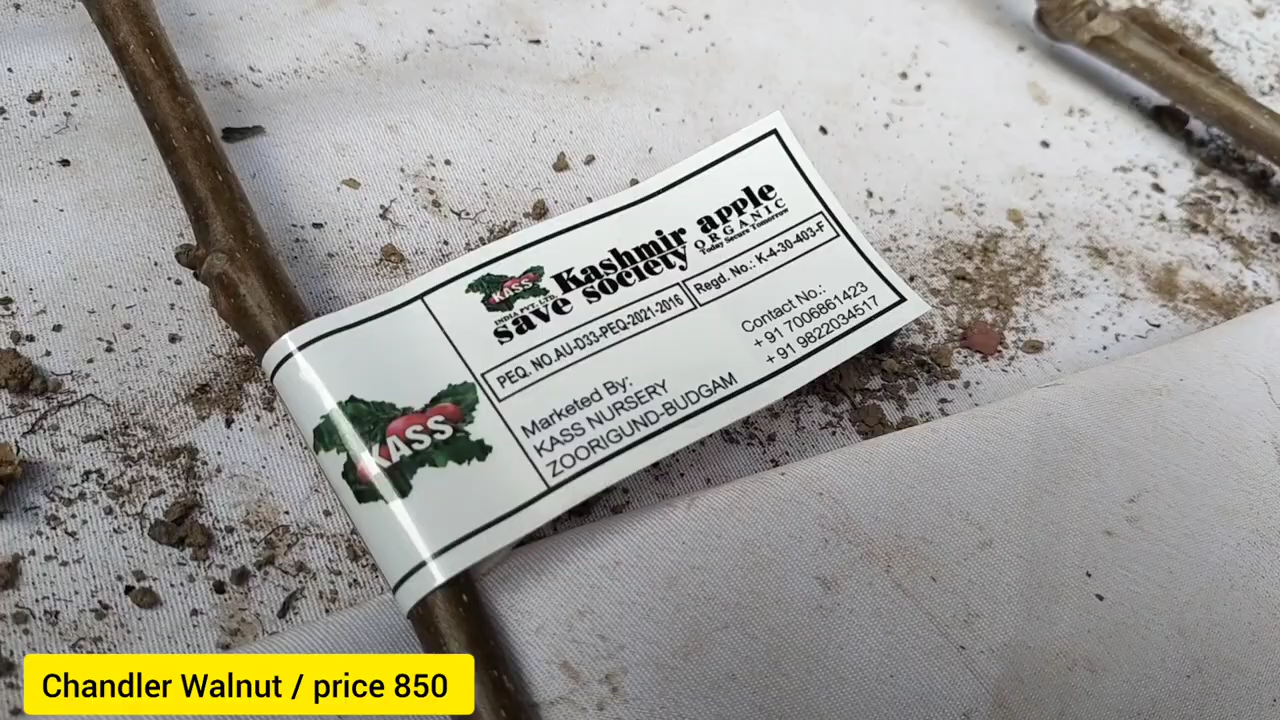 KASS
INDIA PVT. LTD.
Kashmir apple
save society
ORGANIC
Today Secure Tomorrow
PEQ. NO.AU-D33-PEQ-2021-2016
Regd. No.: K-4-30-403-F
Marketed By:
KASS NURSERY
ZOORIGUND-BUDGAM
Contact No.:
+91 7006861423
+91 9822034517
KASS
Chandler Walnut / price 850